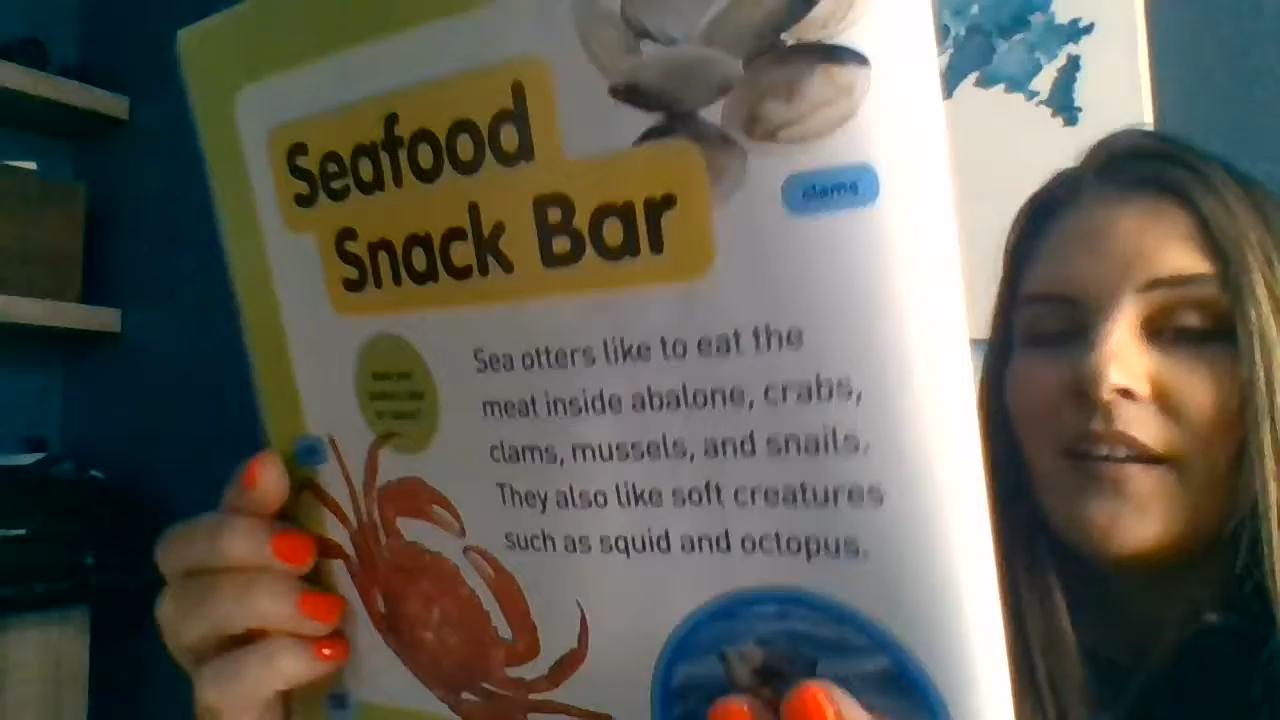 Seafood
Snack Bar
clams
Sea otters like to eat the
meat inside abalone, crabs,
clams, mussels, and snails.
They also like soft creatures
such as squid and octopus.